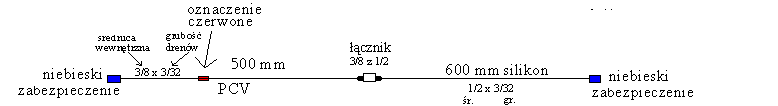 oznaczenie
czerwone
średnica
wewnętrzna
grubość
drenów
3/8 x 3/32
500 mm
łącznik
3/8 z 1/2
600 mm silikon
niebieski
zabezpieczenie
PCV
1/2 x 3/32
śr. gr.
niebieski
zabezpieczenie